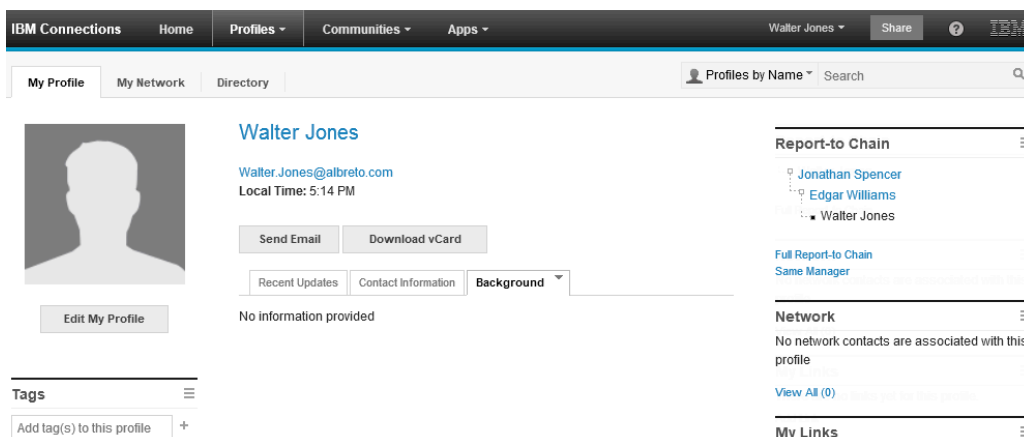 IBM Connections Home Profiles Communities Apps Walter Jones Share ? IBM
My Profile My Network Directory Profiles by Name Search
Walter Jones
Walter.Jones@albreto.com
Local Time: 5:14 PM
Send Email Download vCard
Recent Updates Contact Information Background
No information provided
Edit My Profile
Tags
Add tag(s) to this profile +
Report-to Chain
Jonathan Spencer
Edgar Williams
Walter Jones
Full Report-to Chain
Same Manager
Network
No network contacts are associated with this
profile
View All (0)
My Links